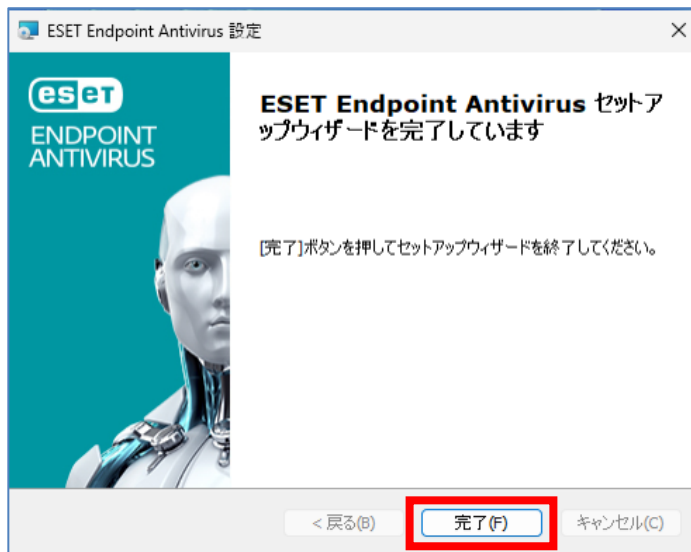 ESET Endpoint Antivirus 設定
eset
ENDPOINT
ANTIVIRUS
ESET Endpoint Antivirus セットア
ップウィザードを完了しています
[完了]ボタンを押してセットアップウィザードを終了してください。
< 戻る(B)
完了(F)
キャンセル(C)